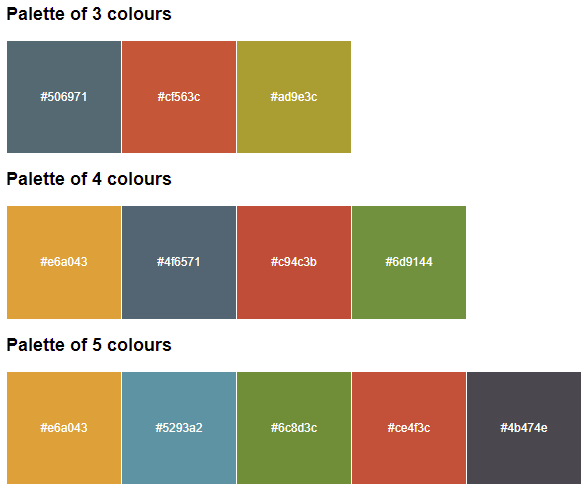 Palette of 3 colours
#506971 #cf563c #ad9e3c
Palette of 4 colours
#e6a043 #4f6571 #c94c3b #6d9144
Palette of 5 colours
#e6a043 #5293a2 #6c8d3c #ce4f3c #4b474e